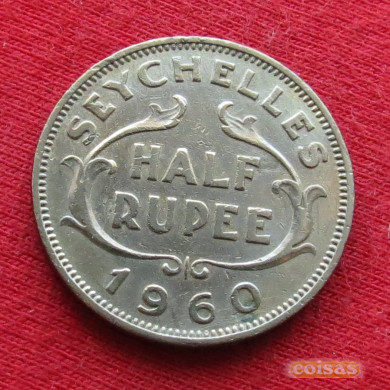 SEYCHELLES
HALF
RUPEE
1960
coisas